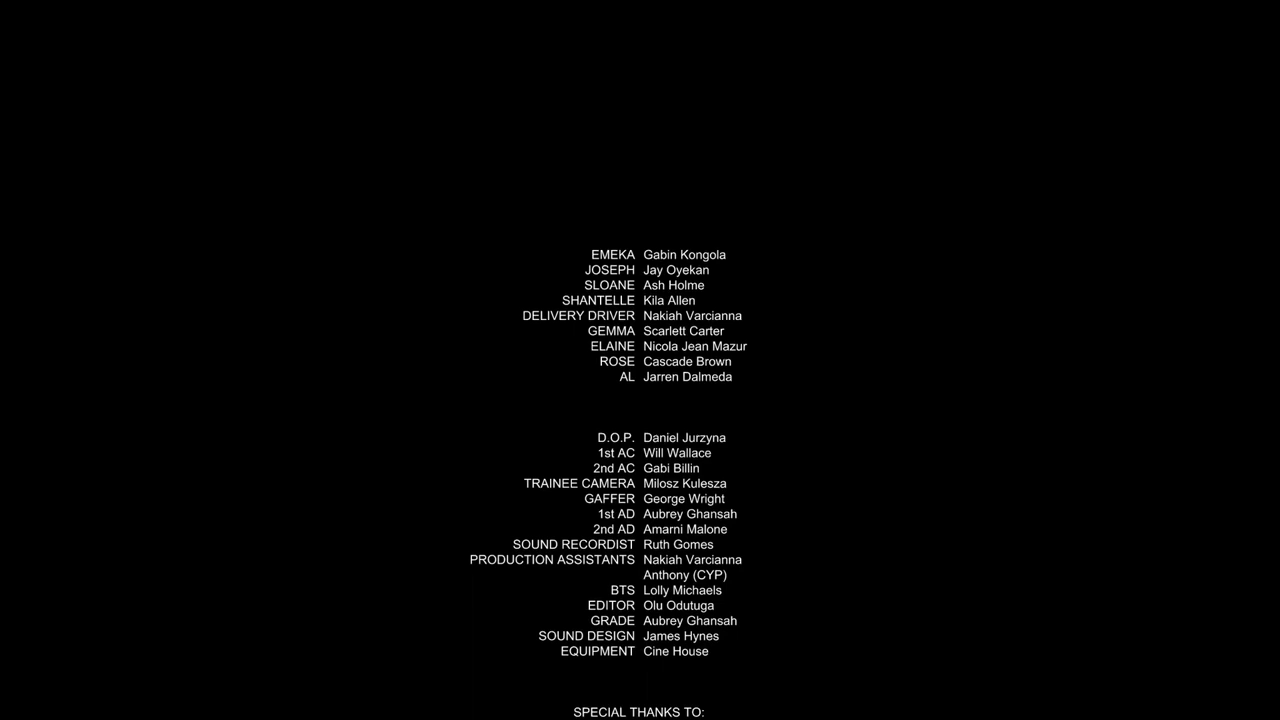 EMEKA Gabin Kongola
JOSEPH Jay Oyekan
SLOANE Ash Holme
SHANTELLE Kila Allen
DELIVERY DRIVER Nakiah Varcianna
GEMMA Scarlett Carter
ELAINE Nicola Jean Mazur
ROSE Cascade Brown
AL Jarren Dalmeda
D.O.P. Daniel Jurzyna
1st AC Will Wallace
2nd AC Gabi Billin
TRAINEE CAMERA Milosz Kulesza
GAFFER George Wright
1st AD Aubrey Ghansah
2nd AD Amarni Malone
SOUND RECORDIST Ruth Gomes
PRODUCTION ASSISTANTS Nakiah Varcianna
Anthony (CYP)
BTS Lolly Michaels
EDITOR Olu Odutuga
GRADE Aubrey Ghansah
SOUND DESIGN James Hynes
EQUIPMENT Cine House
SPECIAL THANKS TO: